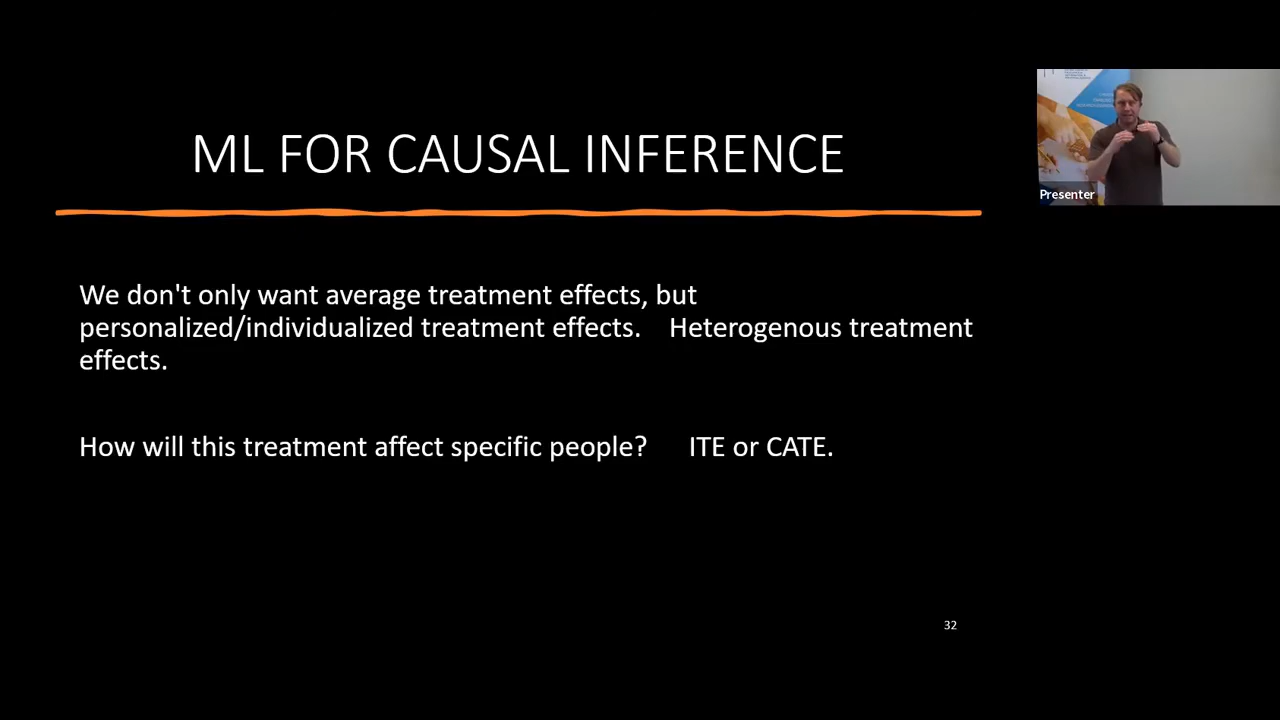 ML FOR CAUSAL INFERENCE
We don't only want average treatment effects, but
personalized/individualized treatment effects. Heterogenous treatment
effects.
How will this treatment affect specific people? ITE or CATE.
32
Presenter